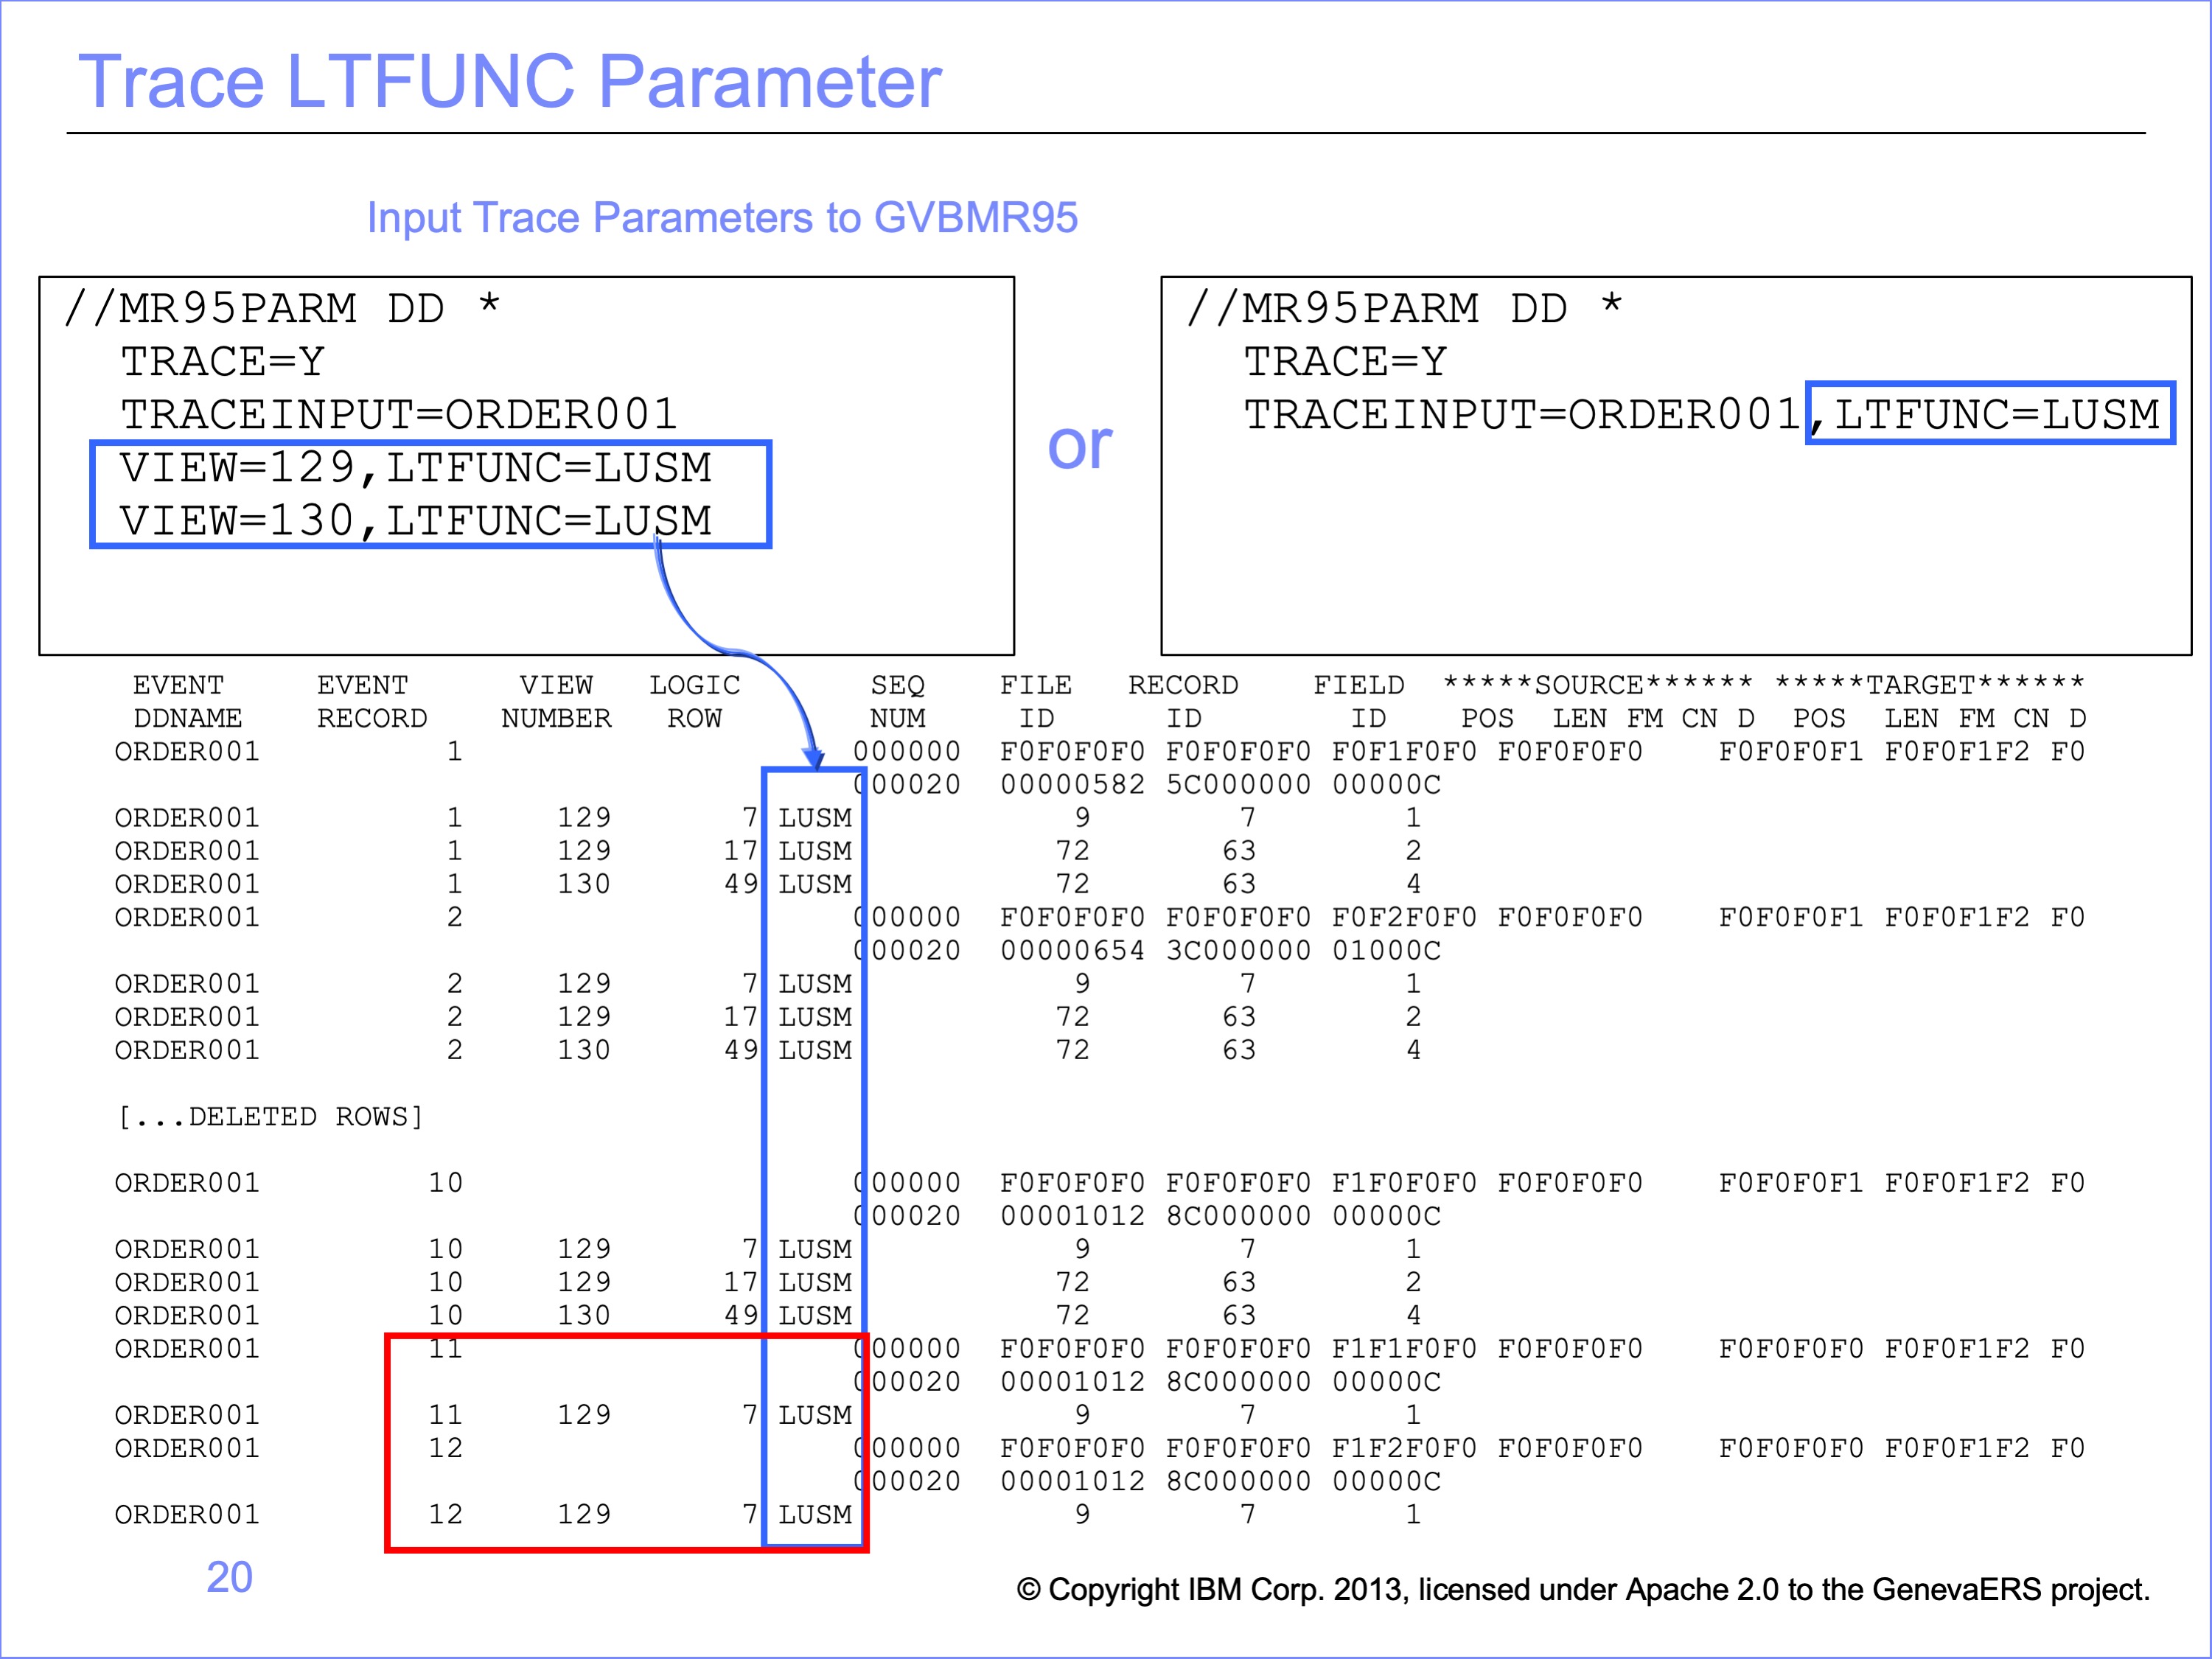 Trace LTFUNC Parameter
Input Trace Parameters to GVBMR95
//MR95PARM DD *
TRACE=Y
TRACEINPUT=ORDER001
VIEW=129,LTFUNC=LUSM
VIEW=130,LTFUNC=LUSM
or
//MR95PARM DD *
TRACE=Y
TRACEINPUT=ORDER001,LTFUNC=LUSM
EVENT EVENT VIEW LOGIC SEQ FILE RECORD FIELD *****SOURCE****** *****TARGET******
DDNAME RECORD NUMBER ROW NUM ID ID ID POS LEN FM CN D POS LEN FM CN D
ORDER001 1 000000 F0F0F0F0 F0F0F0F0 F0F1F0F0 F0F0F0F0 F0F0F0F1 F0F0F1F2 F0
000020 00000582 5C000000 00000C
ORDER001 1 129 7 LUSM 9 7 1
ORDER001 1 129 17 LUSM 72 63 2
ORDER001 1 130 49 LUSM 72 63 4
ORDER001 2 000000 F0F0F0F0 F0F0F0F0 F0F2F0F0 F0F0F0F0 F0F0F0F1 F0F0F1F2 F0
000020 00000654 3C000000 01000C
ORDER001 2 129 7 LUSM 9 7 1
ORDER001 2 129 17 LUSM 72 63 2
ORDER001 2 130 49 LUSM 72 63 4
[...DELETED ROWS]
ORDER001 10 000000 F0F0F0F0 F0F0F0F0 F1F0F0F0 F0F0F0F0 F0F0F0F1 F0F0F1F2 F0
000020 00001012 8C000000 00000C
ORDER001 10 129 7 LUSM 9 7 1
ORDER001 10 129 17 LUSM 72 63 2
ORDER001 10 130 49 LUSM 72 63 4
ORDER001 11 000000 F0F0F0F0 F0F0F0F0 F1F1F0F0 F0F0F0F0 F0F0F0F0 F0F0F1F2 F0
000020 00001012 8C000000 00000C
ORDER001 11 129 7 LUSM 9 7 1
ORDER001 12 000000 F0F0F0F0 F0F0F0F0 F1F2F0F0 F0F0F0F0 F0F0F0F0 F0F0F1F2 F0
000020 00001012 8C000000 00000C
ORDER001 12 129 7 LUSM 9 7 1
20
© Copyright IBM Corp. 2013, licensed under Apache 2.0 to the GenevaERS project.